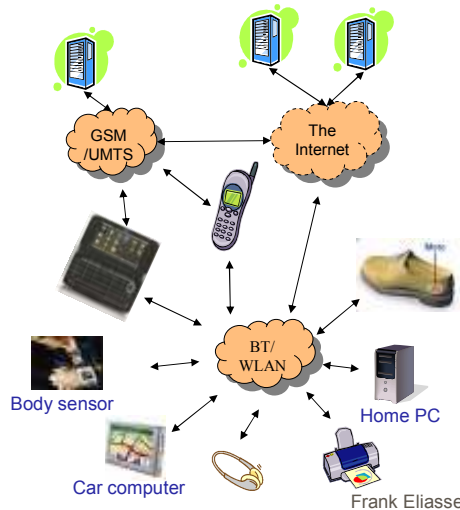 GSM
/UMTS
The
Internet
BT/
WLAN
Body sensor
Home PC
Car computer
Frank Eliasse